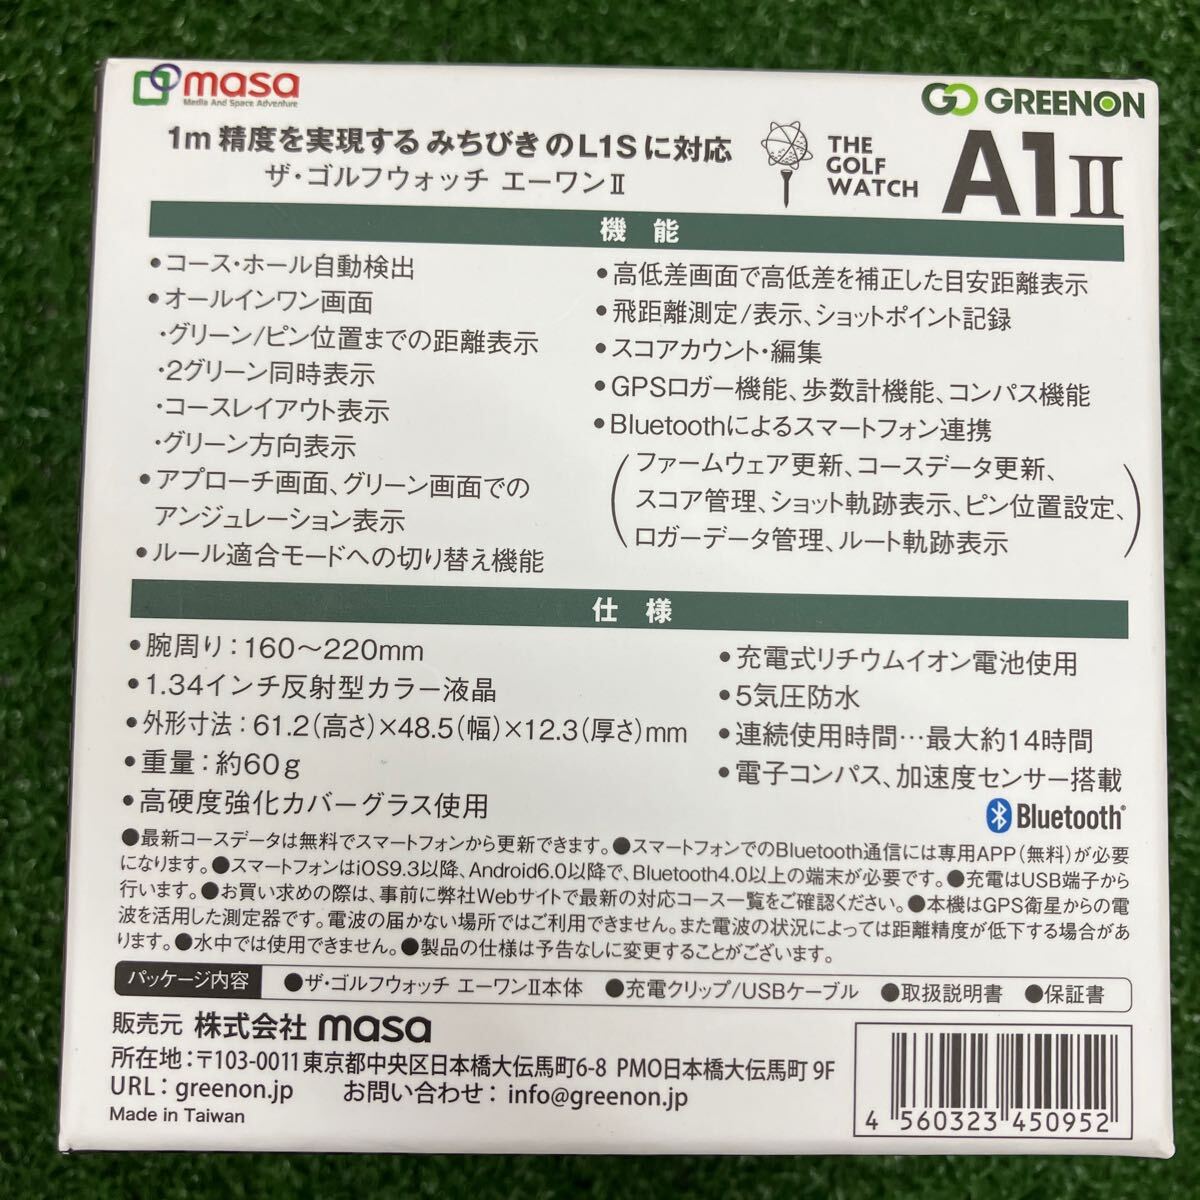 masa
Media And Space Adventure
GREENON
1m 精度を実現する みちびき のL1S に対応
ザ・ゴルフウォッチ エーワンⅡ
THE
GOLF
WATCH
A1Ⅱ
機能
●コース・ホール自動検出
●オールインワン画面
・グリーン/ピン位置までの距離表示
・2グリーン同時表示
・コースレイアウト表示
・グリーン方向表示
●アプローチ画面、グリーン画面での
アンジュレーション表示
●ルール適合モードへの切り替え機能
●高低差画面で高低差を補正した目安距離表示
●飛距離測定/表示、ショットポイント記録
●スコアカウント・編集
●GPSロガー機能、歩数計機能、コンパス機能
●Bluetoothによるスマートフォン連携
(ファームウェア更新、コースデータ更新、
スコア管理、ショット軌跡表示、ピン位置設定、
ロガーデータ管理、ルート軌跡表示)
仕様
●腕周り：160～220mm
●1.34インチ反射型カラー液晶
●外形寸法：61.2(高さ)×48.5(幅)×12.3(厚さ)mm
●重量：約60g
●高硬度強化カバーグラス使用
●充電式リチウムイオン電池使用
●5気圧防水
●連続使用時間…最大約14時間
●電子コンパス、加速度センサー搭載
Bluetooth®
●最新コースデータは無料でスマートフォンから更新できます。●スマートフォンでのBluetooth通信には専用APP(無料)が必要
になります。●スマートフォンはiOS9.3以降、Android6.0以降で、Bluetooth4.0以上の端末が必要です。●充電はUSB端子から
行います。●お買い求めの際は、事前に弊社Webサイトで最新の対応コース一覧をご確認ください。●本機はGPS衛星からの電
波を活用した測定器です。電波の届かない場所ではご利用できません。また電波の状況によっては距離精度が低下する場合があ
ります。●水中では使用できません。●製品の仕様は予告なしに変更することがございます。
パッケージ内容 ●ザ・ゴルフウォッチ エーワンⅡ本体 ●充電クリップ/USBケーブル ●取扱説明書 ●保証書
販売元 株式会社 masa
所在地：〒103-0011 東京都中央区日本橋大伝馬町6-8 PMO日本橋大伝馬町 9F
URL：greenon.jp お問い合わせ：info@greenon.jp
Made in Taiwan
4 560323 450952